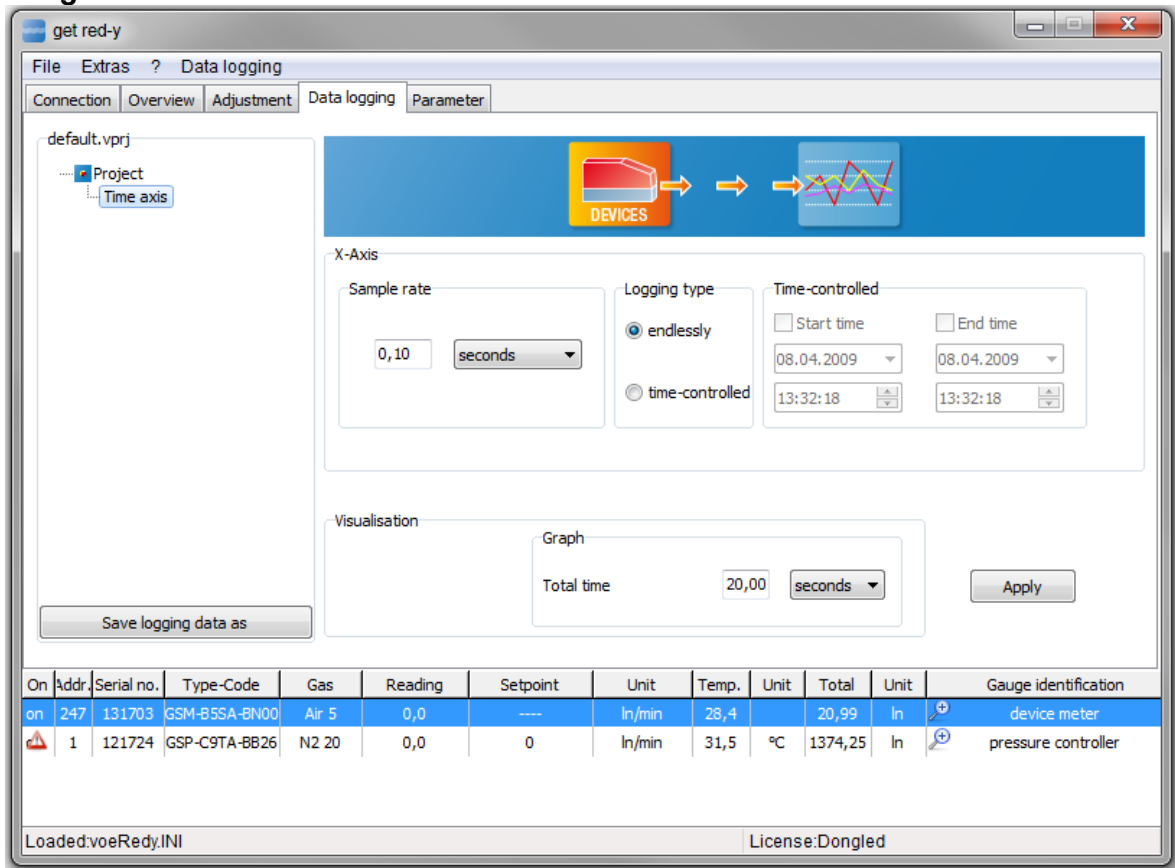 get red-y
File Extras ? Data logging
Connection Overview Adjustment Data logging Parameter
default.vprj
Project
Time axis
DEVICES
X-Axis
Sample rate Logging type Time-controlled
endlessly Start time End time
0,10 seconds 08.04.2009 08.04.2009
time-controlled 13:32:18 13:32:18
Visualisation
Graph
Total time 20,00 seconds Apply
Save logging data as
On Addr. Serial no. Type-Code Gas Reading Setpoint Unit Temp. Unit Total Unit Gauge identification
on 247 131703 GSM-B5SA-BN00 Air 5 0,0 ---- ln/min 28,4 20,99 ln device meter
1 121724 GSP-C9TA-BB26 N2 20 0,0 0 ln/min 31,5 ºC 1374,25 ln pressure controller
Loaded:voeRedy.INI License:Dongled